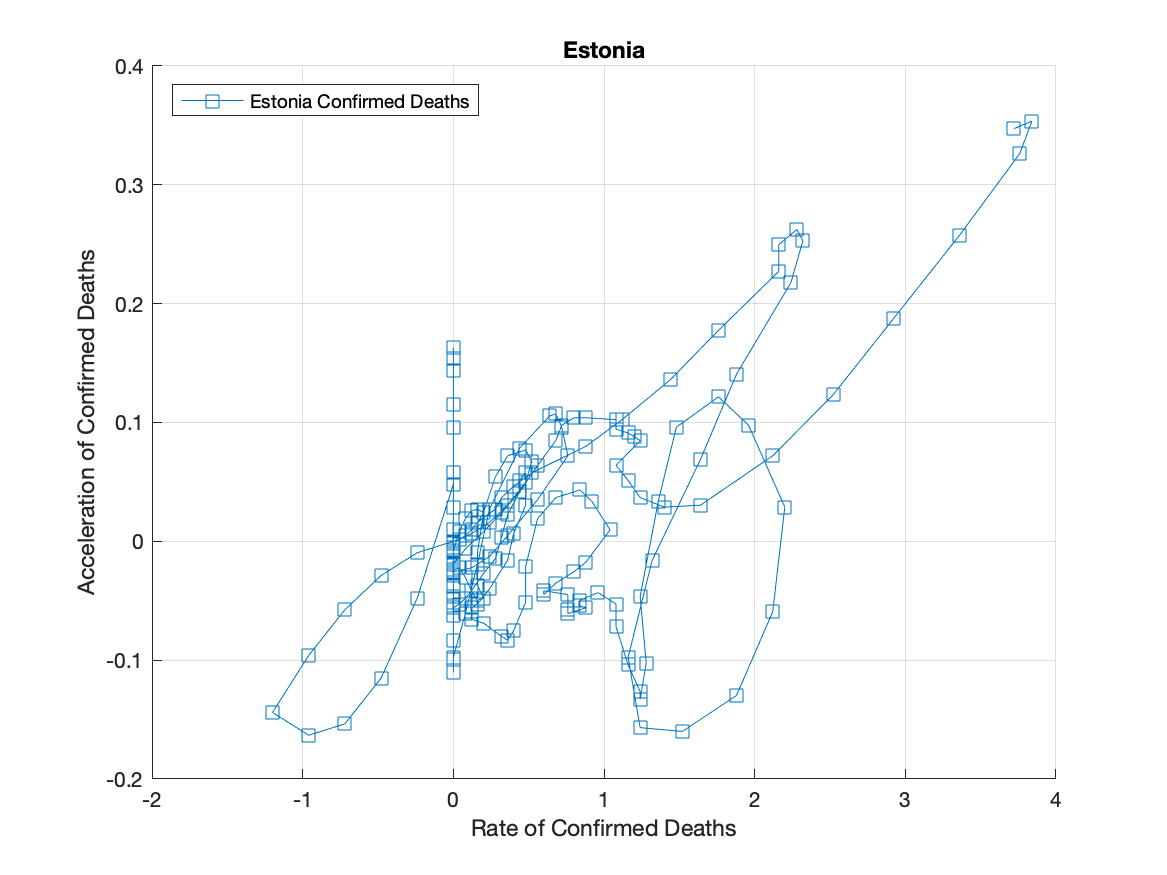 Estonia
Estonia Confirmed Deaths
0.4
0.3
0.2
0.1
0
-0.1
-0.2
Acceleration of Confirmed Deaths
-2 -1 0 1 2 3 4
Rate of Confirmed Deaths